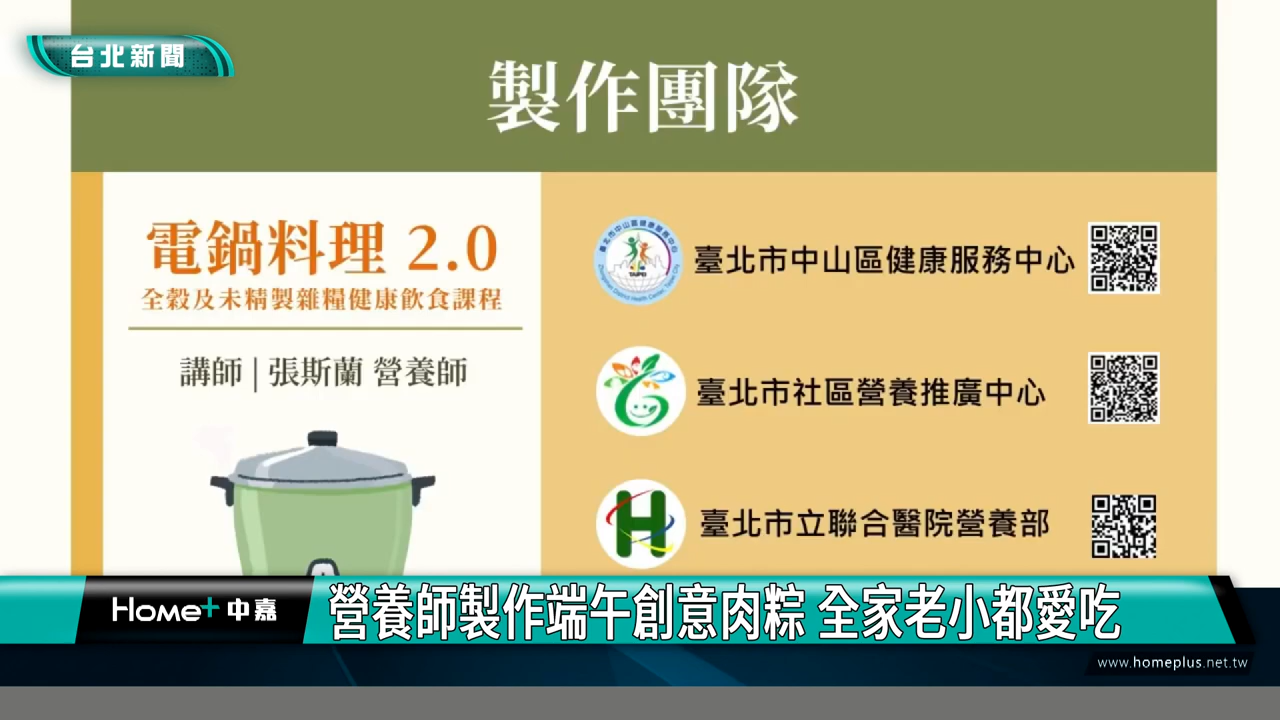 台北新聞
製作團隊
電鍋料理 2.0
全穀及未精製雜糧健康飲食課程
講師 | 張斯蘭 營養師
臺北市中山區健康服務中心
臺北市社區營養推廣中心
臺北市立聯合醫院營養部
Home+ 中嘉
營養師製作端午創意肉粽 全家老小都愛吃
www.homeplus.net.tw